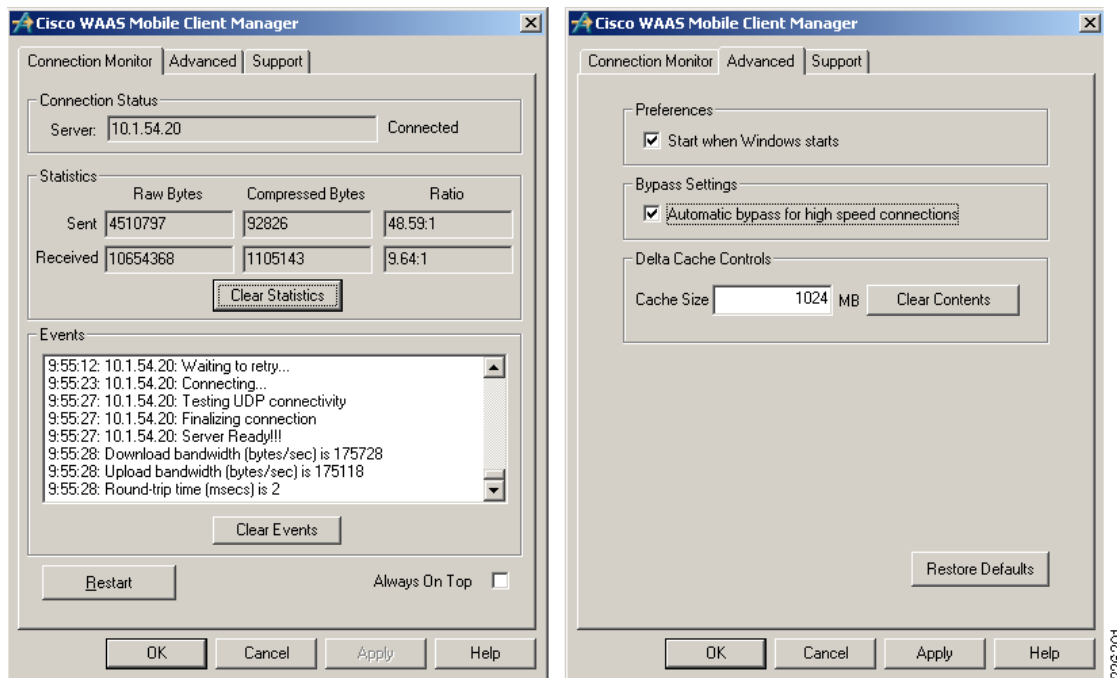 Cisco WAAS Mobile Client Manager
Connection Monitor Advanced Support
Connection Status
Server: 10.1.54.20 Connected
Statistics
Raw Bytes Compressed Bytes Ratio
Sent 4510797 92826 48.59:1
Received 10654368 1105143 9.64:1
Clear Statistics
Events
9:55:12: 10.1.54.20: Waiting to retry...
9:55:23: 10.1.54.20: Connecting...
9:55:27: 10.1.54.20: Testing UDP connectivity
9:55:27: 10.1.54.20: Finalizing connection
9:55:27: 10.1.54.20: Server Ready!!!
9:55:28: Download bandwidth (bytes/sec) is 175728
9:55:28: Upload bandwidth (bytes/sec) is 175118
9:55:28: Round-trip time (msecs) is 2
Clear Events
Restart Always On Top
OK Cancel Apply Help
Cisco WAAS Mobile Client Manager
Connection Monitor Advanced Support
Preferences
Start when Windows starts
Bypass Settings
Automatic bypass for high speed connections
Delta Cache Controls
Cache Size 1024 MB Clear Contents
Restore Defaults
OK Cancel Apply Help